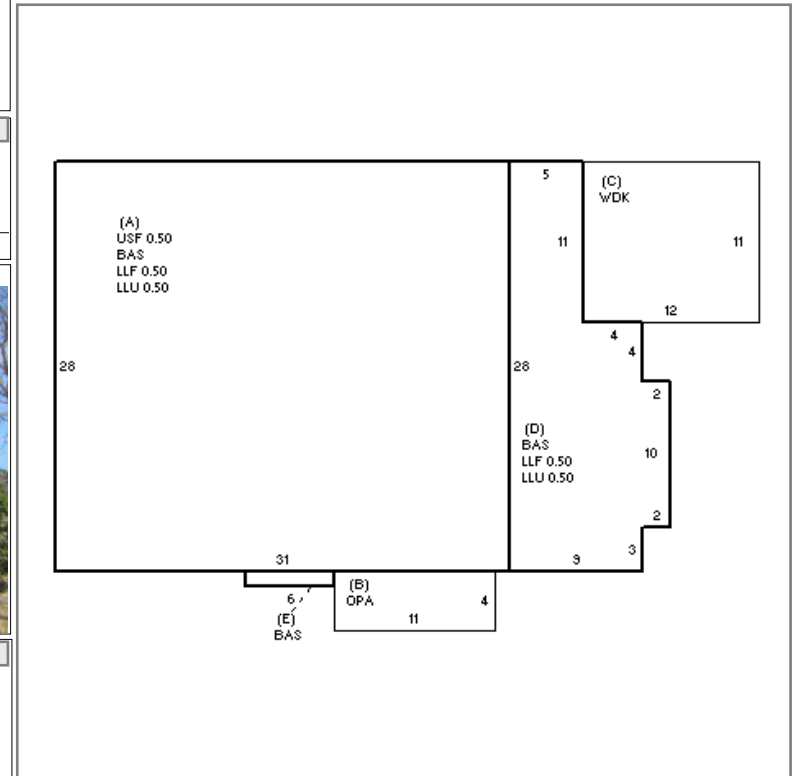 5
(C)
WDK
(A)
USF 0.50
BAS
LLF 0.50
LLU 0.50
11
11
12
4
4
28
28
2
(D)
BAS
LLF 0.50
LLU 0.50
10
2
3
31
9
(B)
OPA
4
11
6
(E)
BAS